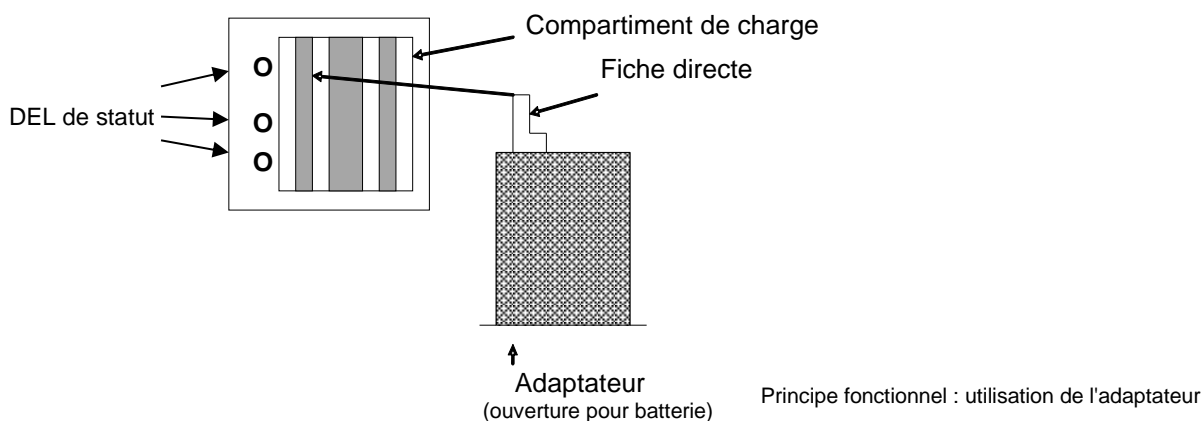 Compartiment de charge
Fiche directe
DEL de statut
O
O
O
Adaptateur
(ouverture pour batterie)
Principe fonctionnel : utilisation de l'adaptateur